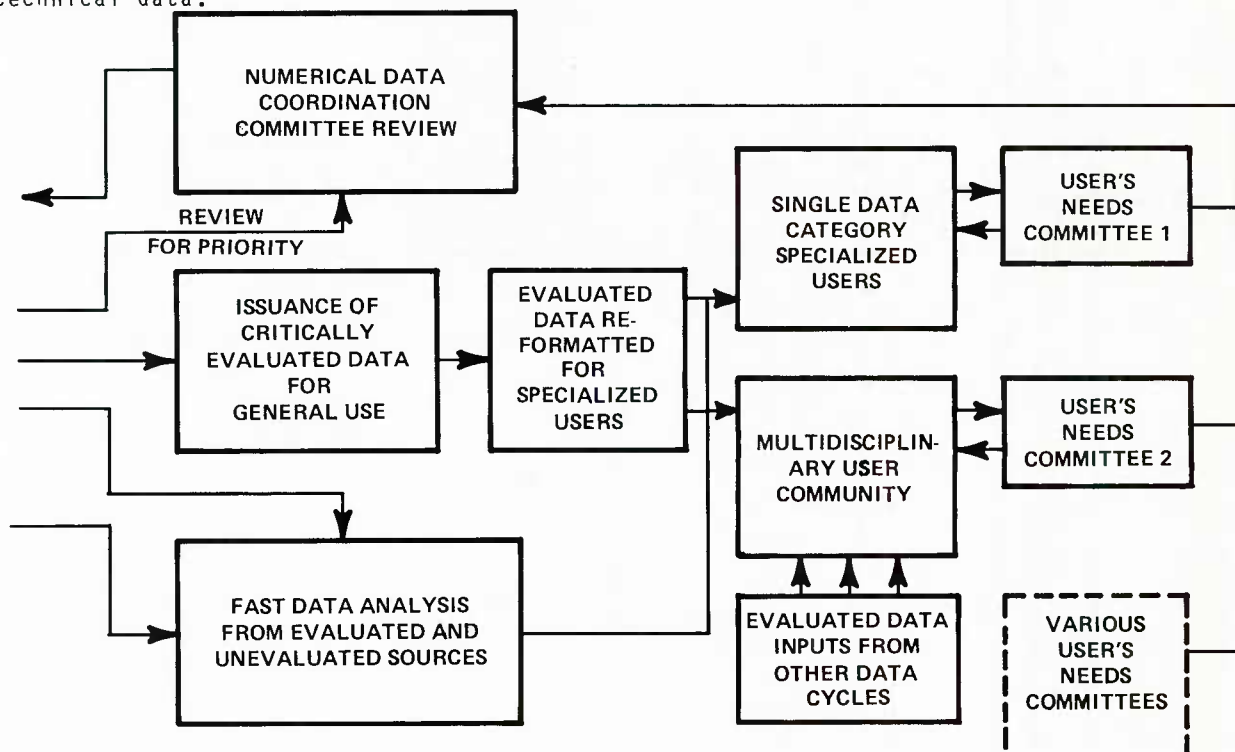 technical data.
NUMERICAL DATA
COORDINATION
COMMITTEE REVIEW
REVIEW
FOR PRIORITY
ISSUANCE OF
CRITICALLY
EVALUATED DATA
FOR
GENERAL USE
EVALUATED
DATA RE-
FORMATTED
FOR
SPECIALIZED
USERS
SINGLE DATA
CATEGORY
SPECIALIZED
USERS
USER'S
NEEDS
COMMITTEE 1
MULTIDISCIPLIN-
ARY USER
COMMUNITY
USER'S
NEEDS
COMMITTEE 2
FAST DATA ANALYSIS
FROM EVALUATED AND
UNEVALUATED SOURCES
EVALUATED DATA
INPUTS FROM
OTHER DATA
CYCLES
VARIOUS
USER'S
NEEDS
COMMITTEES